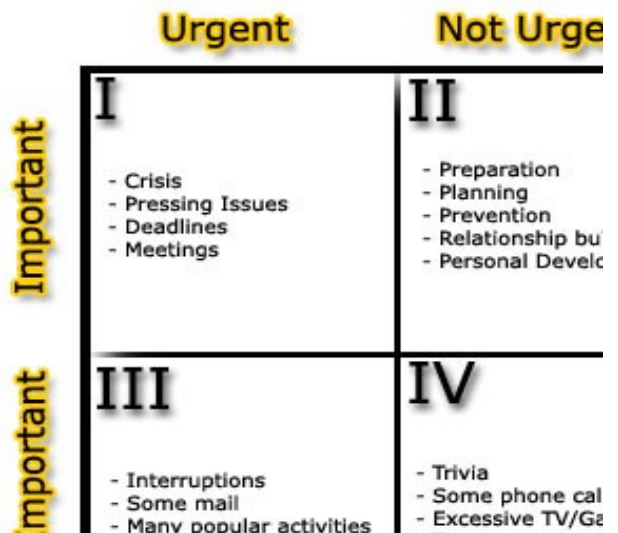 Urgent
Not Urge
Important
I
- Crisis
- Pressing Issues
- Deadlines
- Meetings
II
- Preparation
- Planning
- Prevention
- Relationship bu
- Personal Develo
Important
III
- Interruptions
- Some mail
- Many popular activities
IV
- Trivia
- Some phone cal
- Excessive TV/Ga